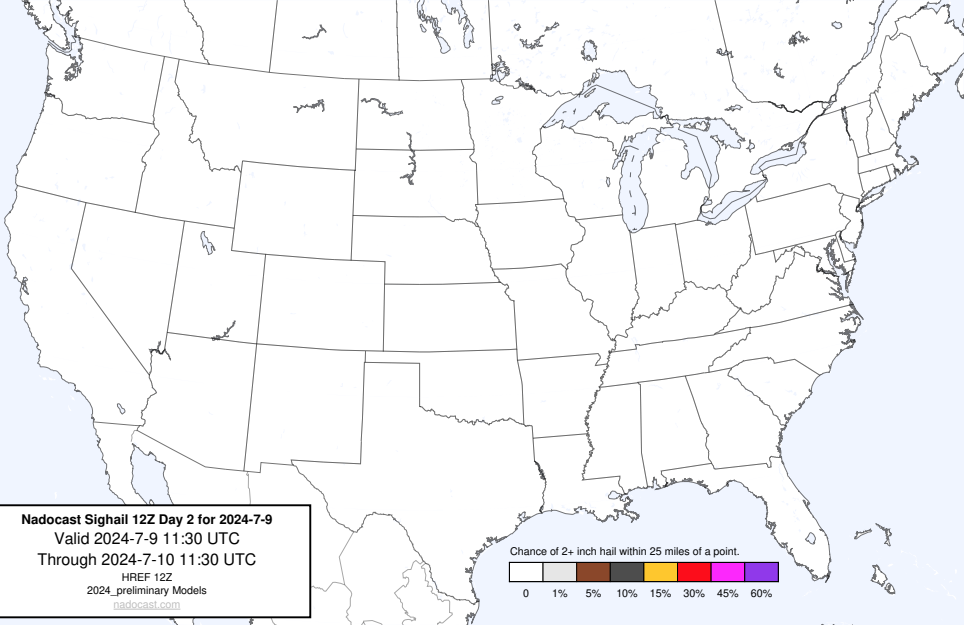 Nadocast Sighail 12Z Day 2 for 2024-7-9
Valid 2024-7-9 11:30 UTC
Through 2024-7-10 11:30 UTC
HREF 12Z
2024_preliminary Models
nadocast.com
Chance of 2+ inch hail within 25 miles of a point.
0 1% 5% 10% 15% 30% 45% 60%